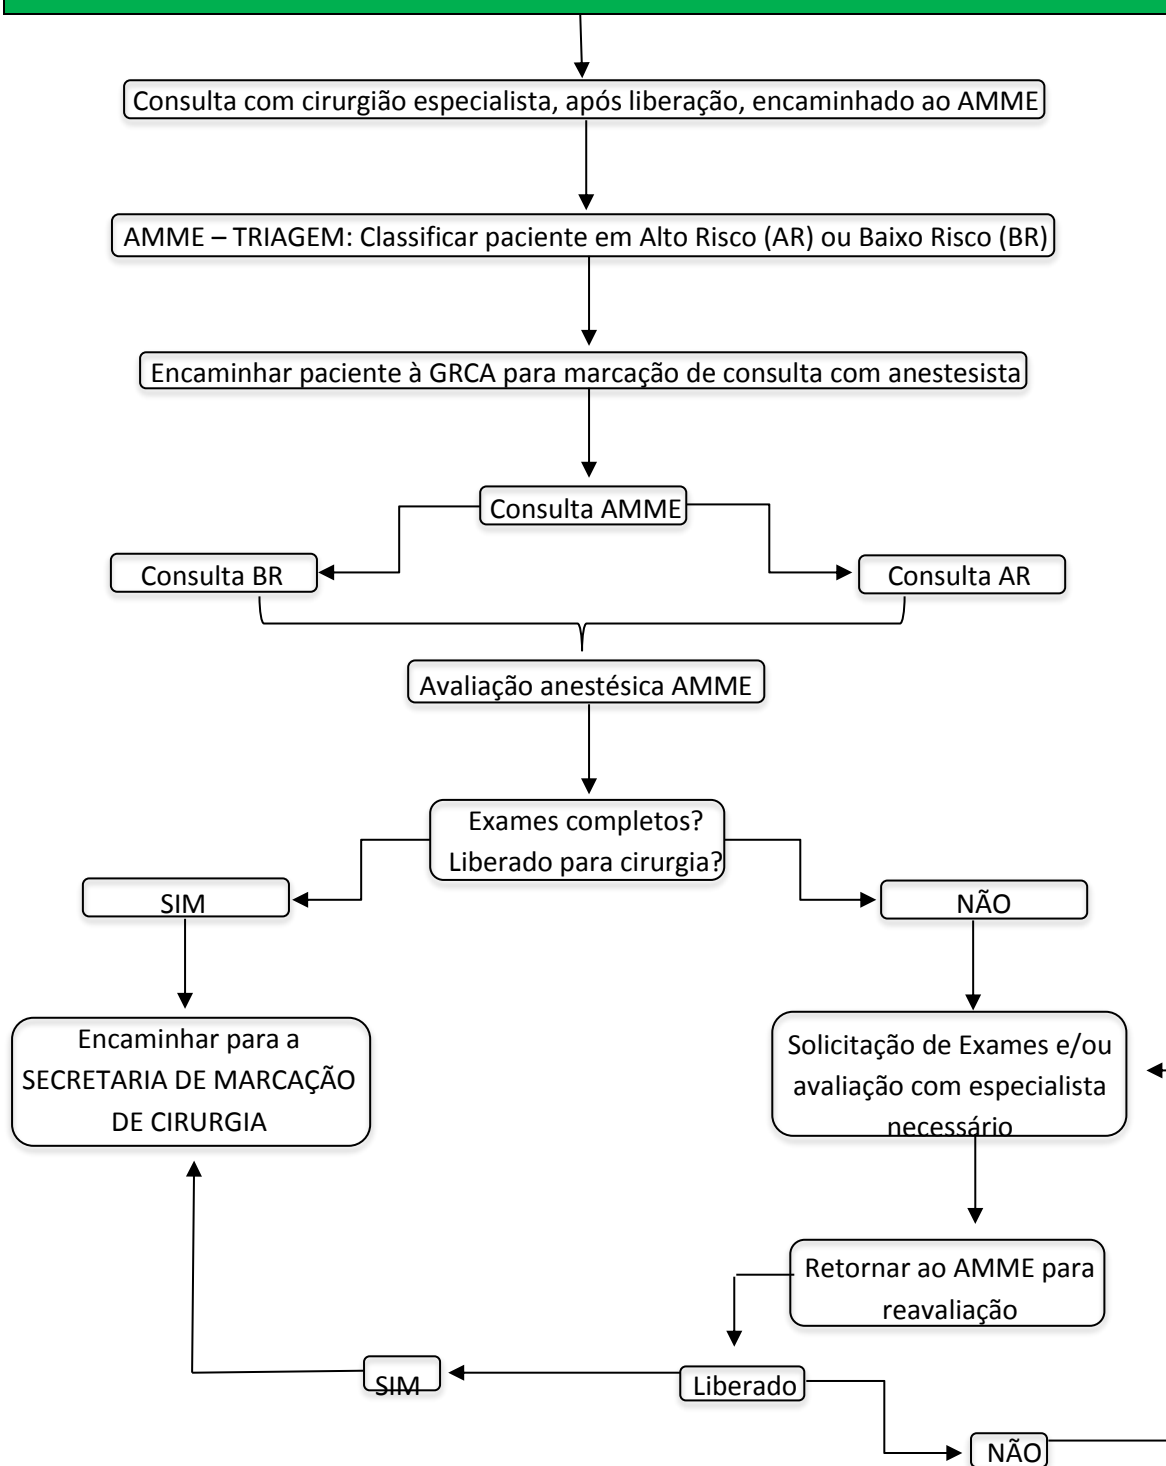 Consulta com cirurgião especialista, após liberação, encaminhado ao AMME
AMME – TRIAGEM: Classificar paciente em Alto Risco (AR) ou Baixo Risco (BR)
Encaminhar paciente à GRCA para marcação de consulta com anestesista
Consulta AMME
Consulta BR
Consulta AR
Avaliação anestésica AMME
Exames completos?
Liberado para cirurgia?
SIM
NÃO
Encaminhar para a
SECRETARIA DE MARCAÇÃO
DE CIRURGIA
Solicitação de Exames e/ou
avaliação com especialista
necessário
Retornar ao AMME para
reavaliação
SIM
Liberado
NÃO